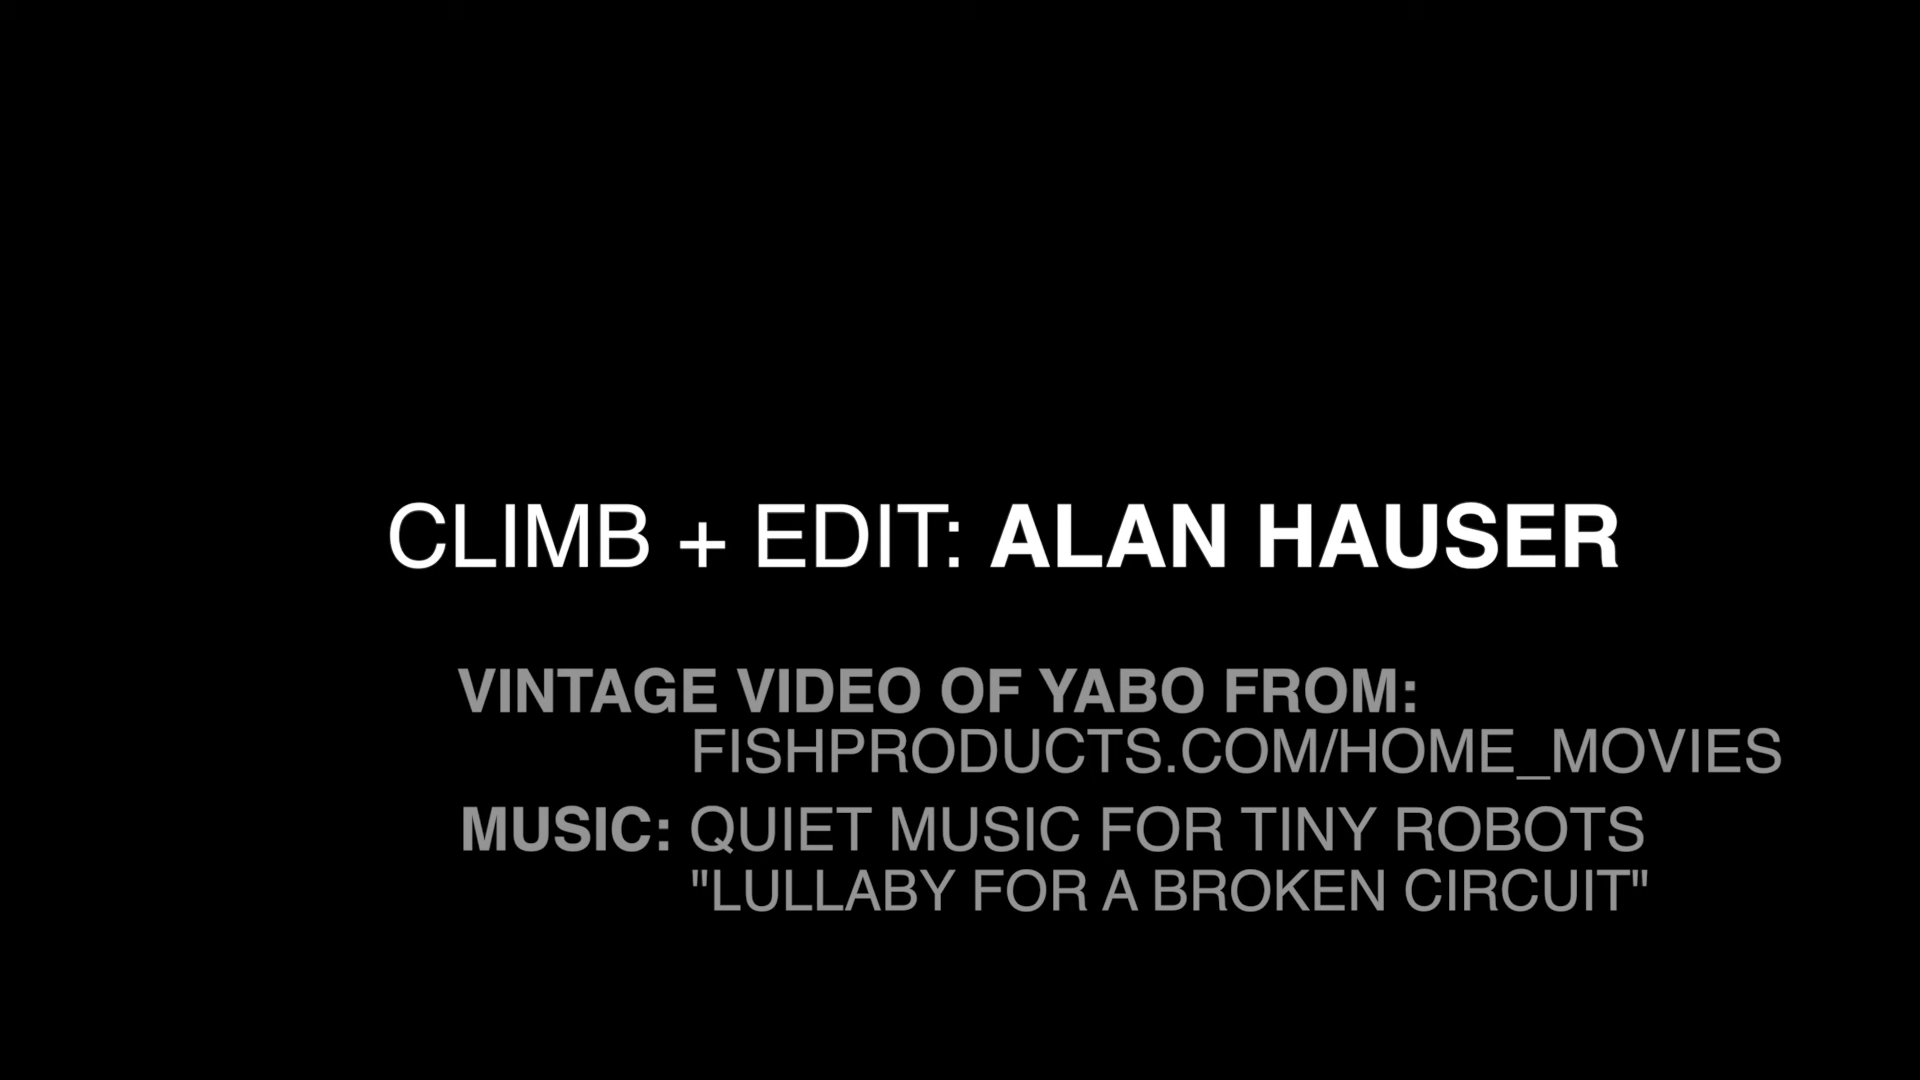 CLIMB + EDIT: ALAN HAUSER
VINTAGE VIDEO OF YABO FROM:
FISHPRODUCTS.COM/HOME_MOVIES
MUSIC: QUIET MUSIC FOR TINY ROBOTS
"LULLABY FOR A BROKEN CIRCUIT"